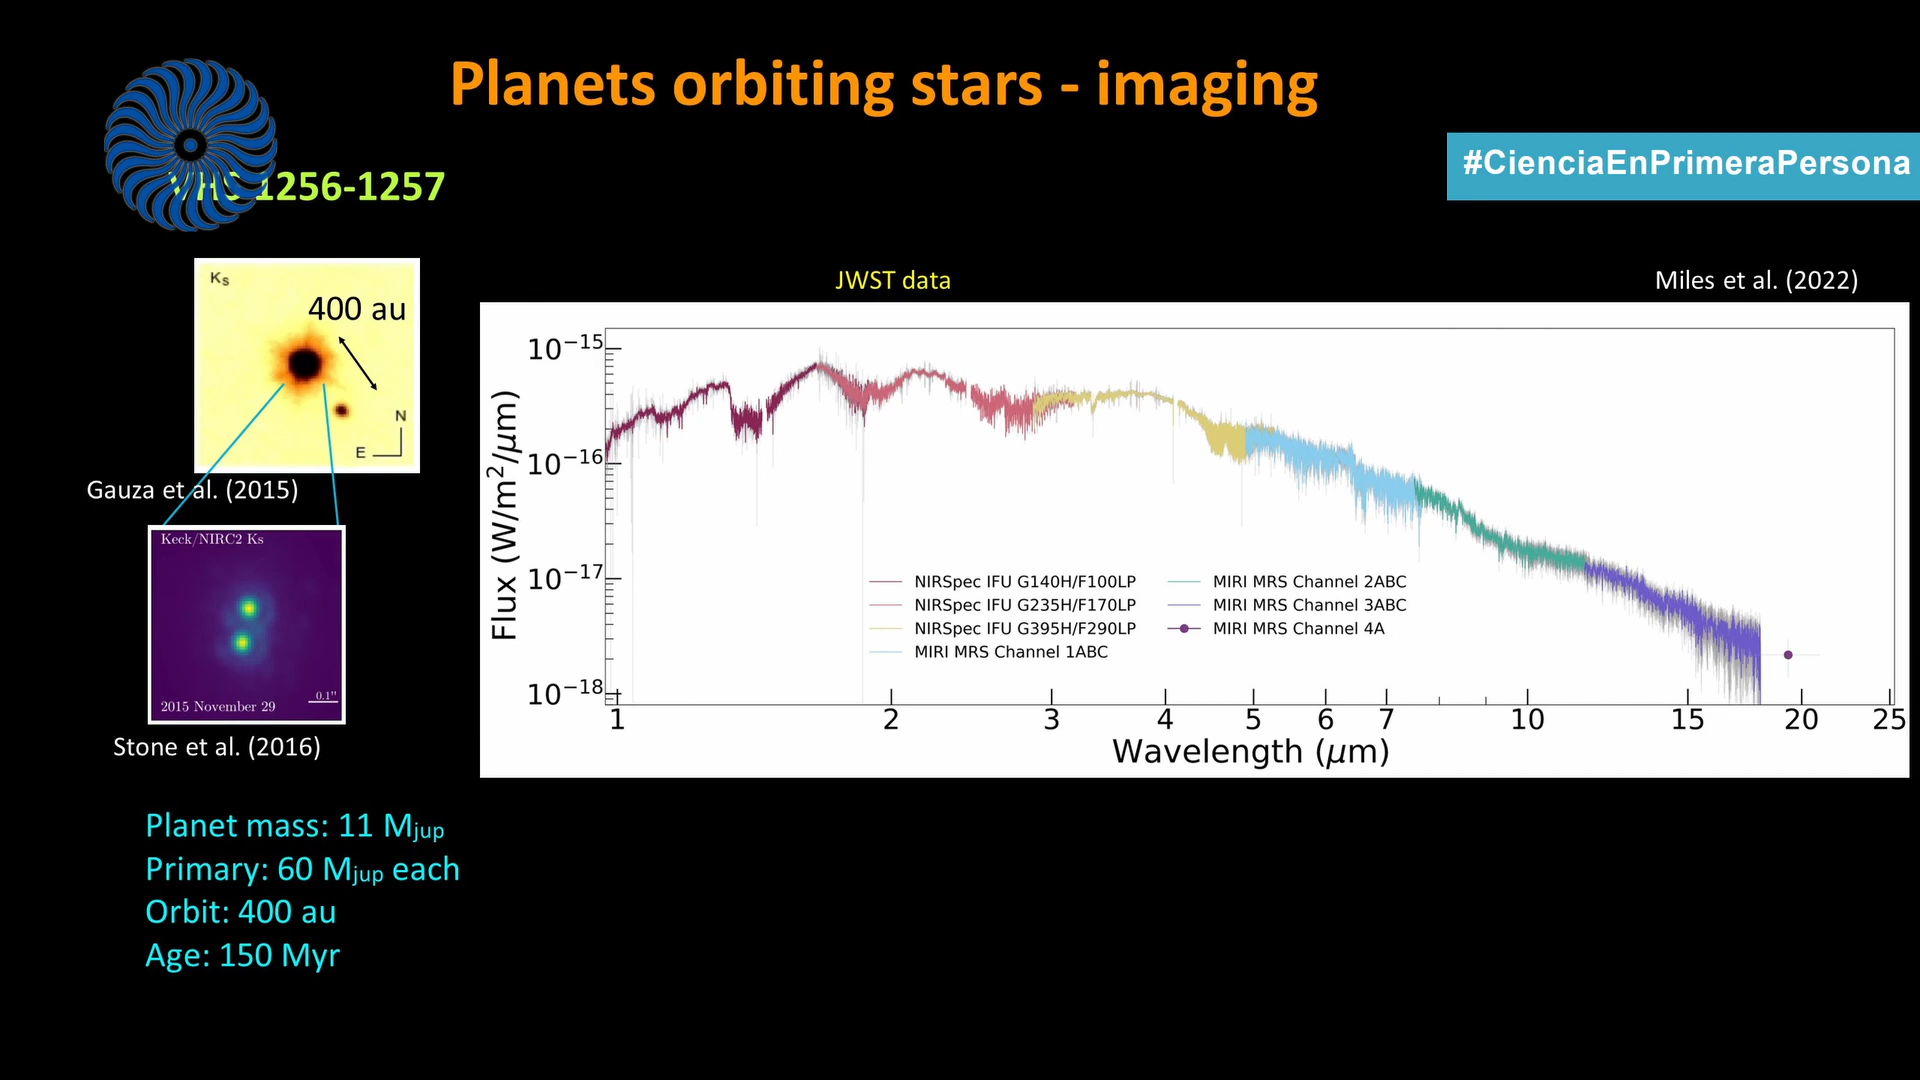 Planets orbiting stars - imaging
#CienciaEnPrimeraPersona
VHS 1256-1257
Ks
400 au
N
E
Gauza et al. (2015)
Keck/NIRC2 Ks
0.1"
2015 November 29
Stone et al. (2016)
JWST data
Miles et al. (2022)
10⁻¹⁵
10⁻¹⁶
10⁻¹⁷
10⁻¹⁸
Flux (W/m²/μm)
NIRSpec IFU G140H/F100LP
NIRSpec IFU G235H/F170LP
NIRSpec IFU G395H/F290LP
MIRI MRS Channel 1ABC
MIRI MRS Channel 2ABC
MIRI MRS Channel 3ABC
MIRI MRS Channel 4A
1 2 3 4 5 6 7 10 15 20 25
Wavelength (μm)
Planet mass: 11 Mjup
Primary: 60 Mjup each
Orbit: 400 au
Age: 150 Myr